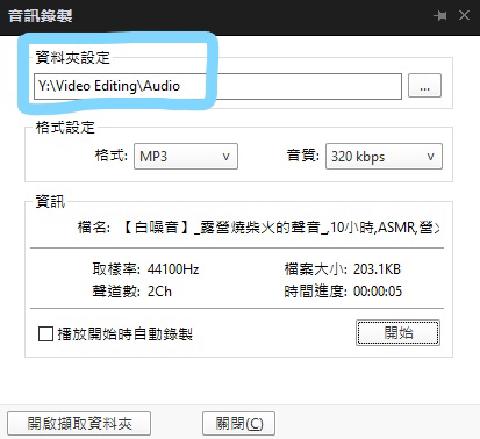 音訊錄製
資料夾設定
Y:\Video Editing\Audio
...
格式設定
格式: MP3 音質: 320 kbps
資訊
檔名: 【白噪音】_露營燒柴火的聲音_,10小時,ASMR,營
取樣率: 44100Hz 檔案大小: 203.1KB
聲道數: 2Ch 時間進度: 00:00:05
播放開始時自動錄製 開始
開啟擷取資料夾 關閉(C)